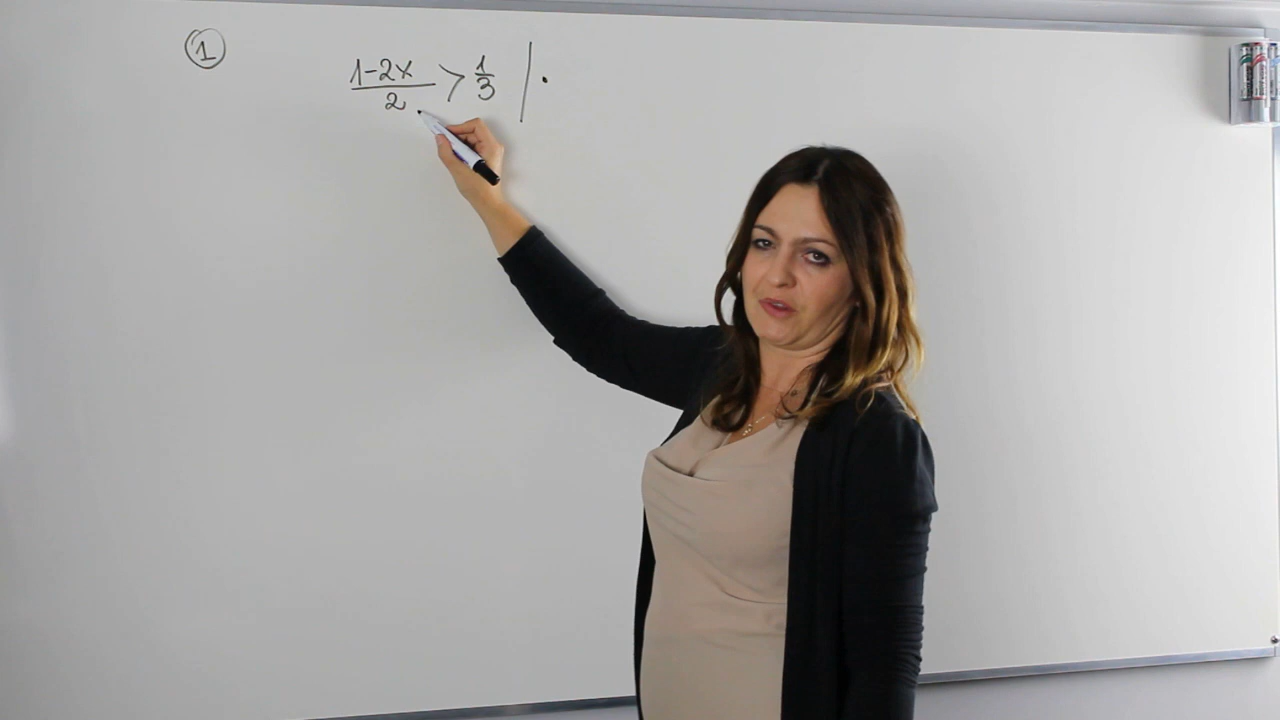 ① (1-2x)/2 > 1/3 | ·